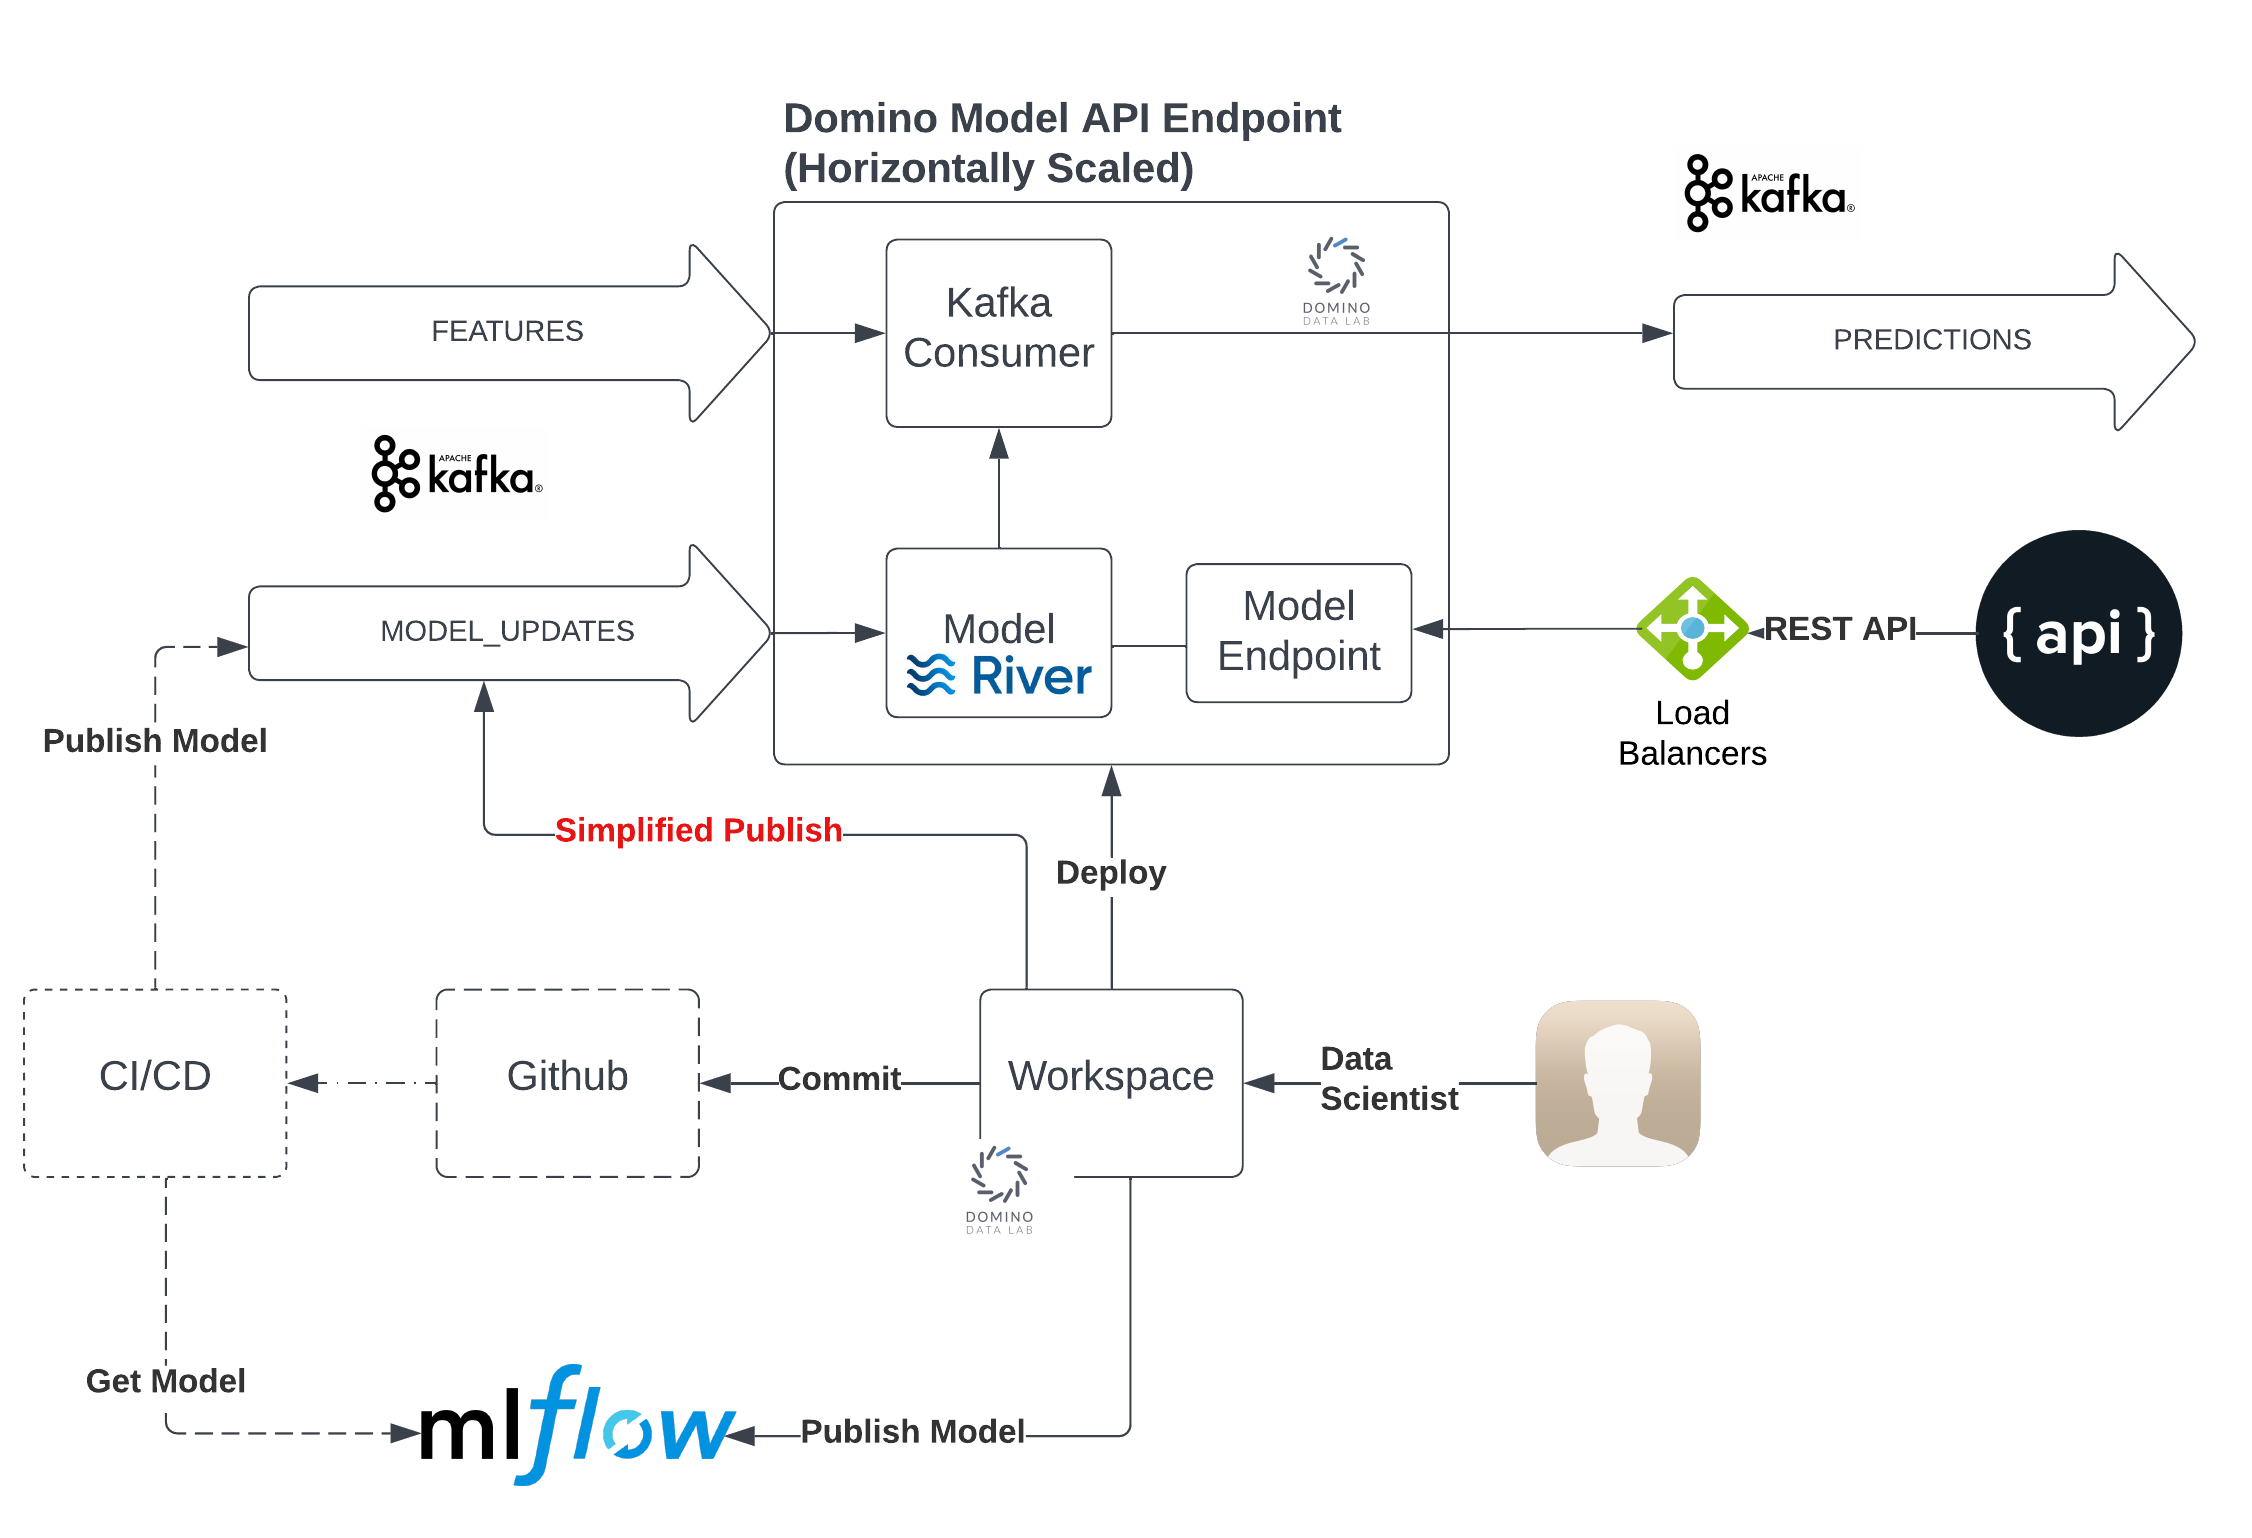 Domino Model API Endpoint
(Horizontally Scaled)
APACHE
kafka®
Kafka
Consumer
DOMINO
DATA LAB
FEATURES
PREDICTIONS
APACHE
kafka®
MODEL_UPDATES
Model
River
Model
Endpoint
REST API
{ api }
Load
Balancers
Publish Model
Simplified Publish
Deploy
CI/CD
Github
Commit
Workspace
Data
Scientist
DOMINO
DATA LAB
Get Model
mlflow
Publish Model